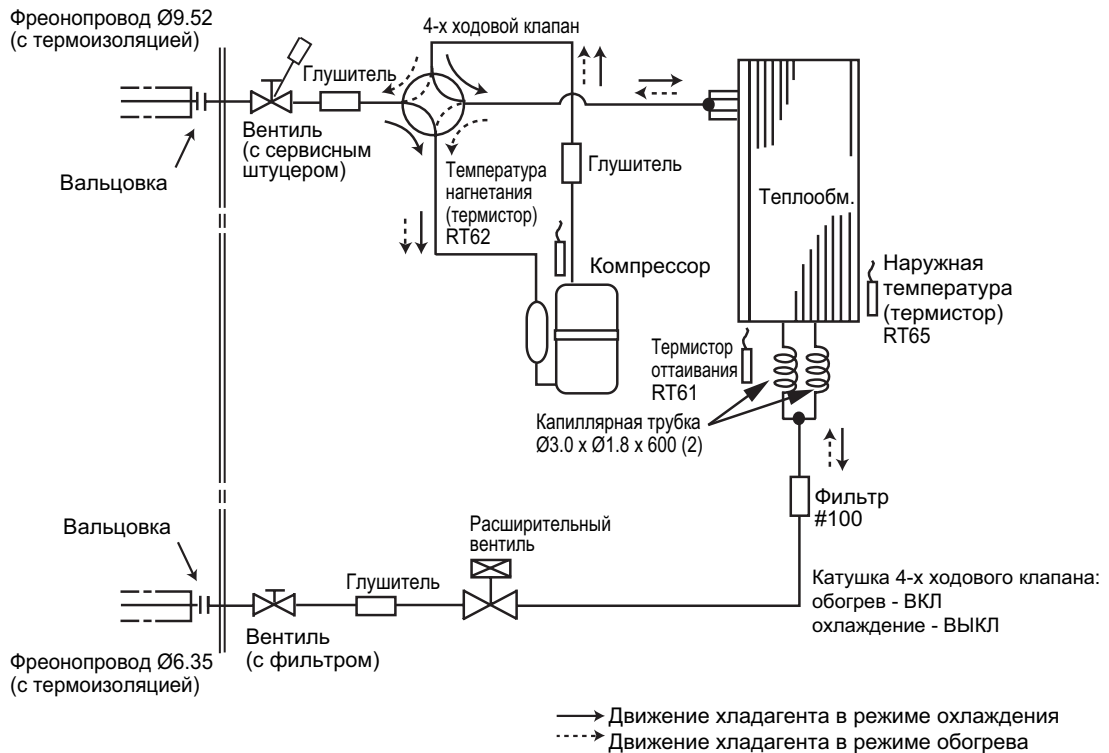 Фреонопровод Ø9.52
(с термоизоляцией)
4-х ходовой клапан
Глушитель
Вентиль
(с сервисным
штуцером)
Вальцовка
Температура
нагнетания
(термистор)
RT62
Глушитель
Компрессор
Теплообм.
Наружная
температура
(термистор)
RT65
Термистор
оттаивания
RT61
Капиллярная трубка
Ø3.0 x Ø1.8 x 600 (2)
Фильтр
#100
Вальцовка
Расширительный
вентиль
Глушитель
Вентиль
(с фильтром)
Катушка 4-х ходового клапана:
обогрев - ВКЛ
охлаждение - ВЫКЛ
Фреонопровод Ø6.35
(с термоизоляцией)
Движение хладагента в режиме охлаждения
Движение хладагента в режиме обогрева